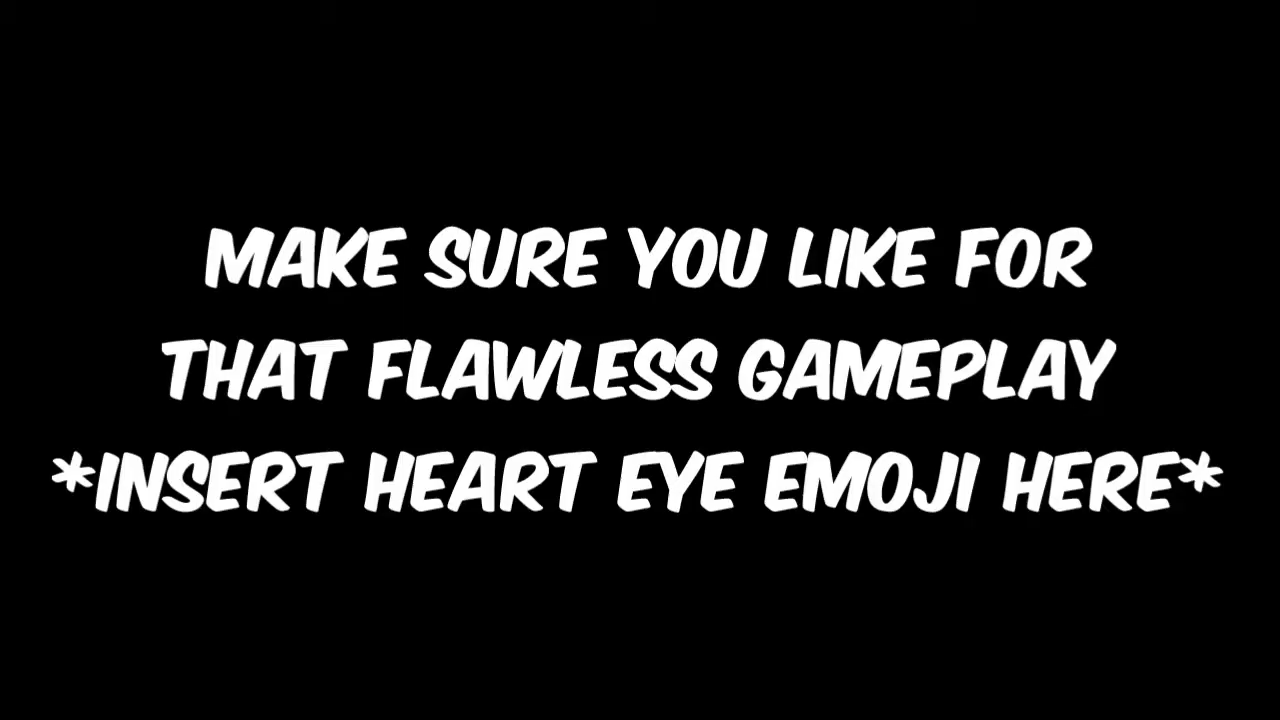 MAKE SURE YOU LIKE FOR
THAT FLAWLESS GAMEPLAY
*INSERT HEART EYE EMOJI HERE*